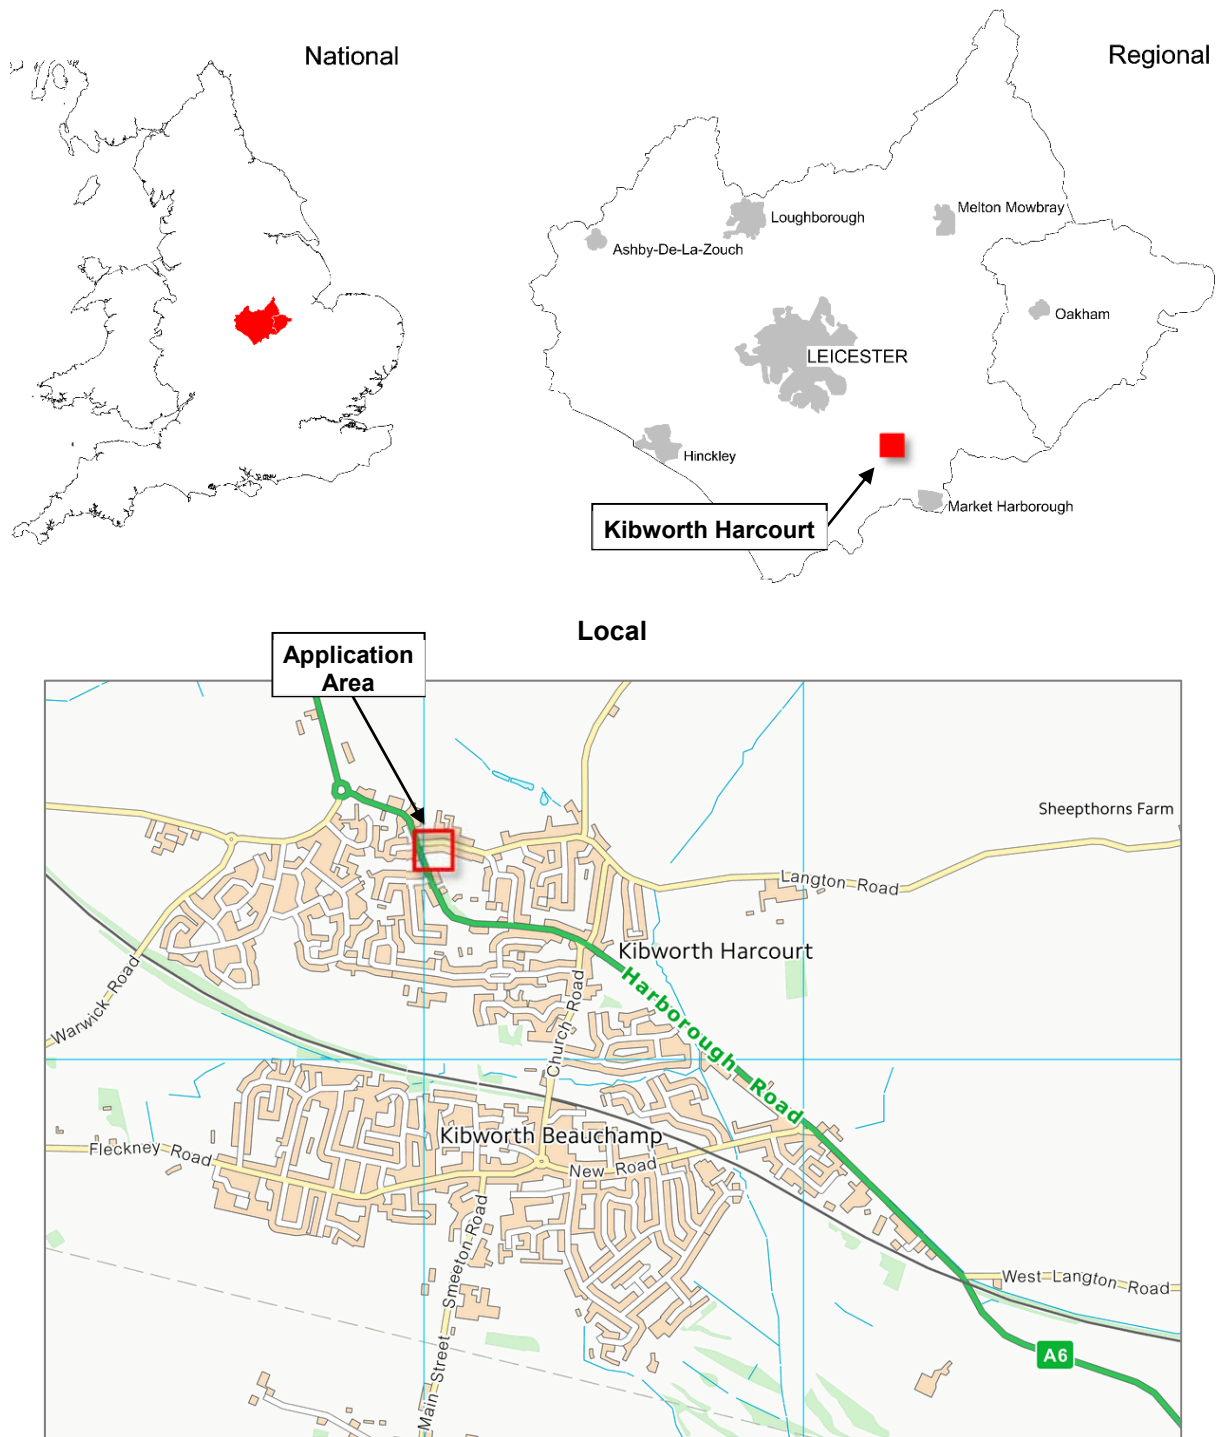 National
Regional
Loughborough
Melton Mowbray
Ashby-De-La-Zouch
Oakham
LEICESTER
Hinckley
Market Harborough
Kibworth Harcourt
Local
Application
Area
Sheepthorns Farm
Langton Road
Kibworth Harcourt
Harborough Road
Warwick Road
Church Road
Kibworth Beauchamp
Fleckney Road
New Road
Smeeton Road
West Langton Road
Main Street
A6